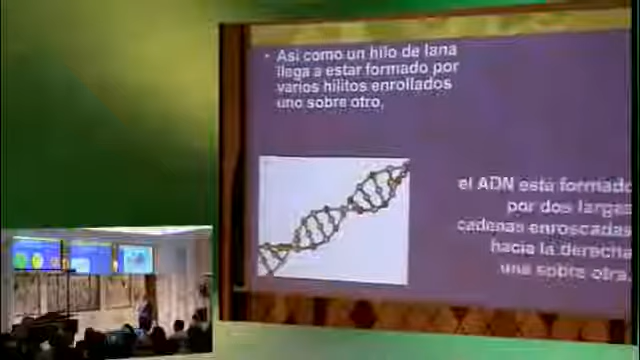 • Así como un hilo de lana
llega a estar formado por
varios hilitos enrollados
uno sobre otro,
el ADN está formado
por dos largas
cadenas enroscadas
hacia la derecha
una sobre otra.